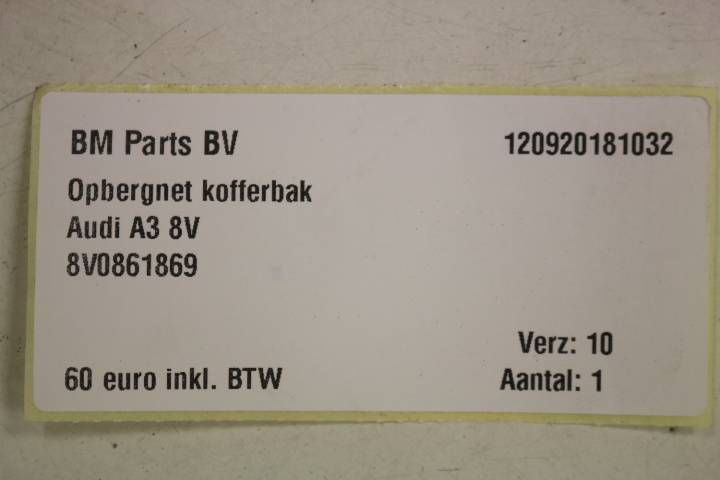 BM Parts BV 120920181032
Opbergnet kofferbak
Audi A3 8V
8V0861869
Verz: 10
60 euro inkl. BTW Aantal: 1